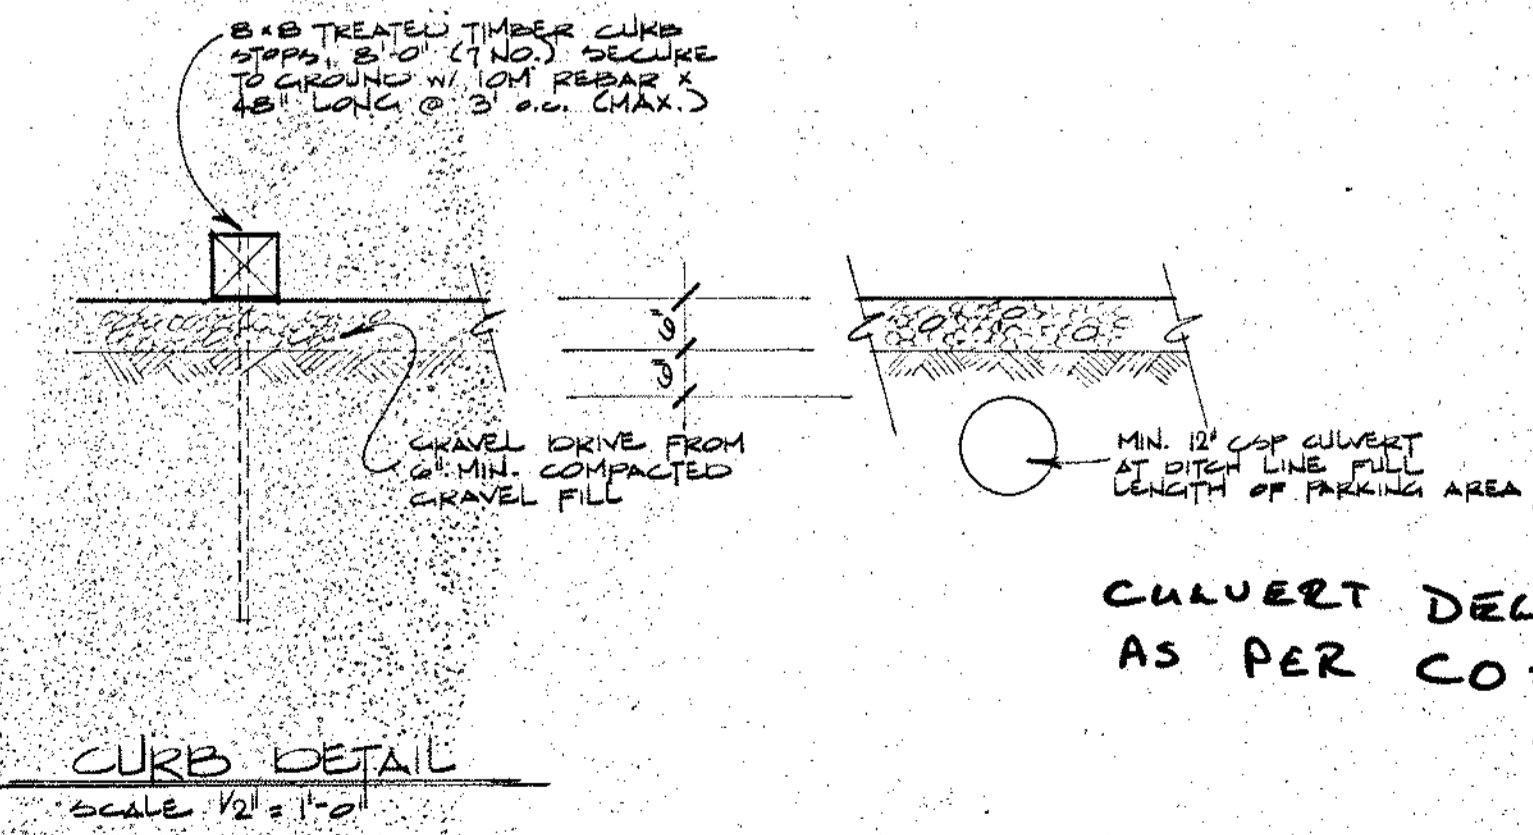 8×8 TREATED TIMBER CURB
STOPS, 8'-0" (7 NO.) SECURE
TO GROUND W/ 10M REBAR X
48" LONG @ 3' O.C. (MAX.)
6"
6"
GRAVEL DRIVE FROM
6" MIN. COMPACTED
GRAVEL FILL
MIN. 12" CSP CULVERT
AT DITCH LINE FULL
LENGTH OF PARKING AREA
CULVERT
AS PER
CURB DETAIL
SCALE 1/2" = 1'-0"